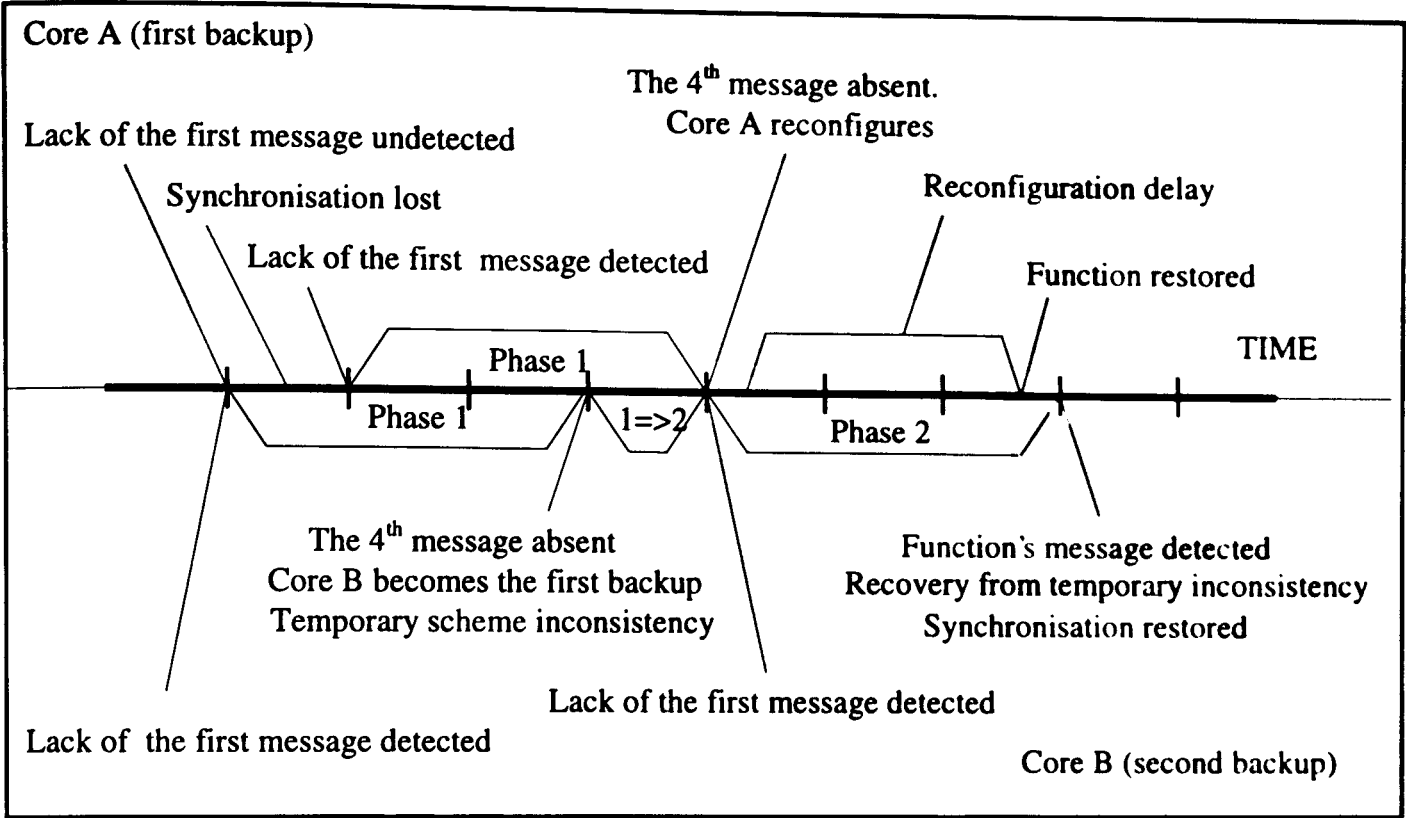 Core A (first backup)
The 4th message absent.
Core A reconfigures
Lack of the first message undetected
Synchronisation lost
Reconfiguration delay
Lack of the first message detected
Function restored
TIME
Phase 1
Phase 1
1=>2
Phase 2
The 4th message absent
Core B becomes the first backup
Temporary scheme inconsistency
Function's message detected
Recovery from temporary inconsistency
Synchronisation restored
Lack of the first message detected
Lack of the first message detected
Core B (second backup)